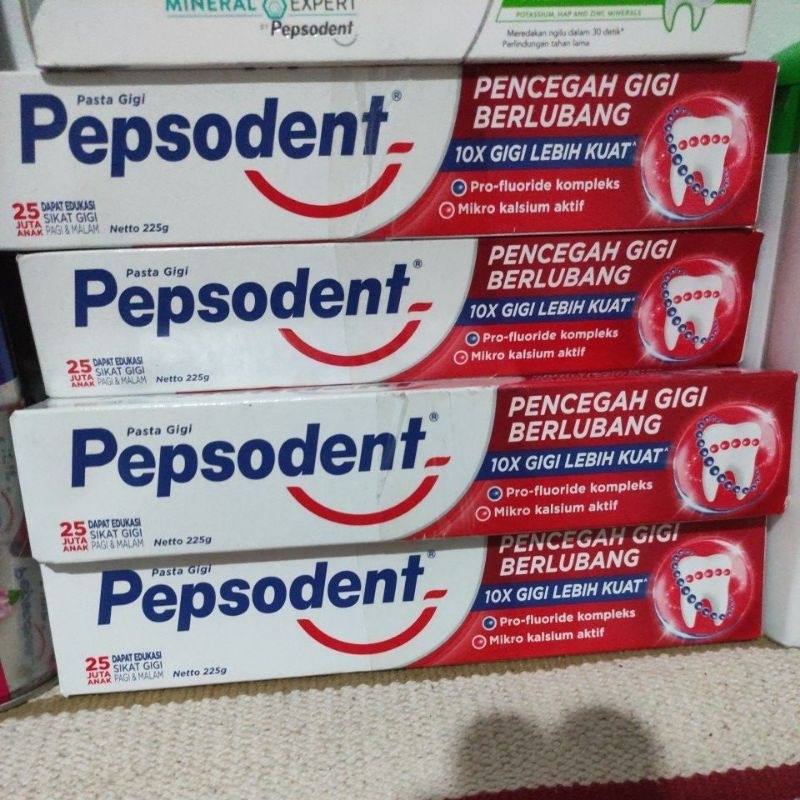 MINERAL EXPERT
BY Pepsodent
POTASSIUM, HAP AND ZINC MINERALS
Meredakan ngilu dalam 30 detik*
Perlindungan tahan lama
Pasta Gigi
Pepsodent®
PENCEGAH GIGI
BERLUBANG
10X GIGI LEBIH KUAT^
Pro-fluoride kompleks
Mikro kalsium aktif
25 JUTA ANAK
DAPAT EDUKASI
SIKAT GIGI
PAGI & MALAM
Netto 225g
Pasta Gigi
Pepsodent®
PENCEGAH GIGI
BERLUBANG
10X GIGI LEBIH KUAT^
Pro-fluoride kompleks
Mikro kalsium aktif
25 JUTA ANAK
DAPAT EDUKASI
SIKAT GIGI
PAGI & MALAM
Netto 225g
Pasta Gigi
Pepsodent®
PENCEGAH GIGI
BERLUBANG
10X GIGI LEBIH KUAT^
Pro-fluoride kompleks
Mikro kalsium aktif
25 JUTA ANAK
DAPAT EDUKASI
SIKAT GIGI
PAGI & MALAM
Netto 225g
Pasta Gigi
Pepsodent®
PENCEGAH GIGI
BERLUBANG
10X GIGI LEBIH KUAT^
Pro-fluoride kompleks
Mikro kalsium aktif
25 JUTA ANAK
DAPAT EDUKASI
SIKAT GIGI
PAGI & MALAM
Netto 225g